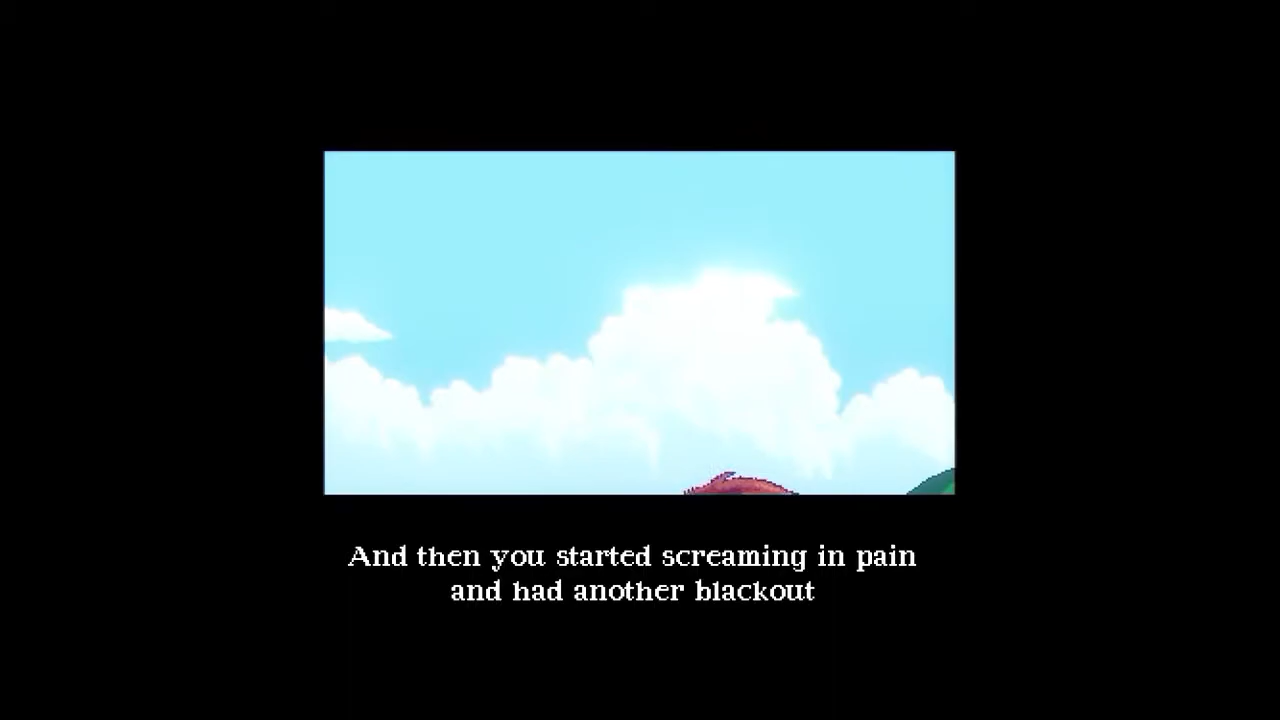 And then you started screaming in pain
and had another blackout